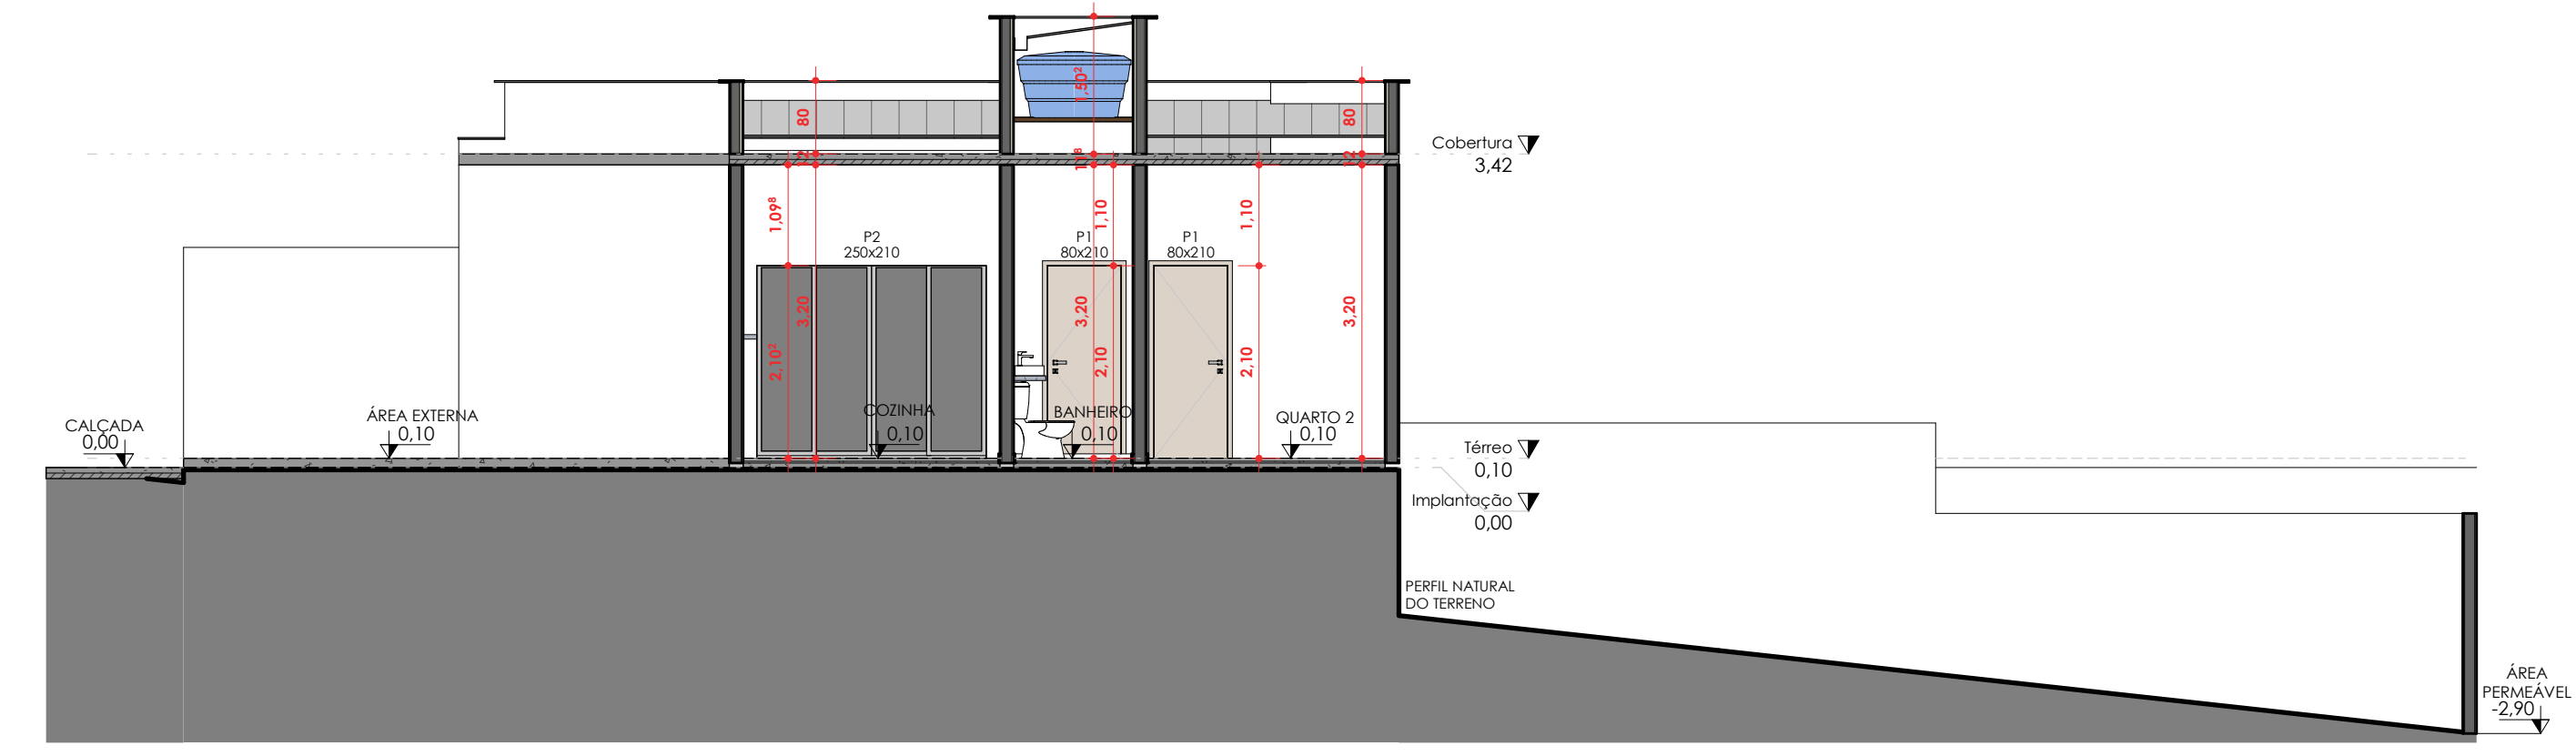 1,50²
80
80
Cobertura
3,42
12
11⁸
12
1,09⁸
1,10
1,10
P2
250x210
P1
80x210
P1
80x210
3,20
3,20
3,20
2,10²
2,10
2,10
CALÇADA
0,00
ÁREA EXTERNA
0,10
COZINHA
0,10
BANHEIRO
0,10
QUARTO 2
0,10
Térreo
0,10
Implantação
0,00
PERFIL NATURAL
DO TERRENO
ÁREA
PERMEÁVEL
-2,90